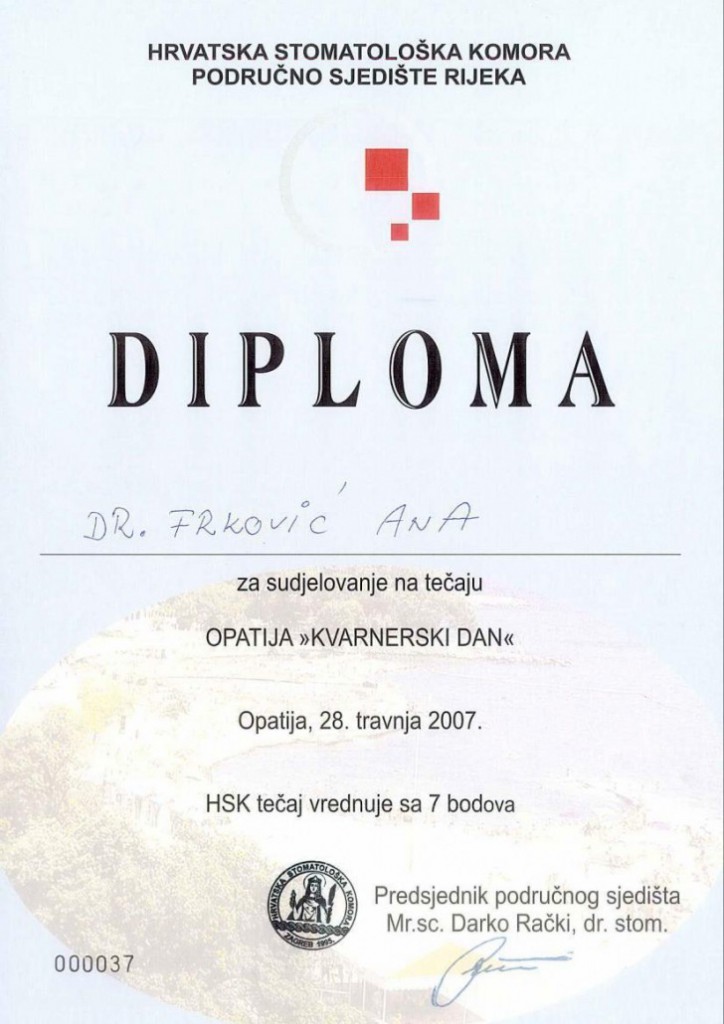 HRVATSKA STOMATOLOŠKA KOMORA
PODRUČNO SJEDIŠTE RIJEKA
DIPLOMA
DR. FRKOVIĆ ANA
za sudjelovanje na tečaju
OPATIJA »KVARNERSKI DAN«
Opatija, 28. travnja 2007.
HSK tečaj vrednuje sa 7 bodova
HRVATSKA STOMATOLOŠKA KOMORA
ZAGREB 1995.
Predsjednik područnog sjedišta
Mr.sc. Darko Rački, dr. stom.
000037